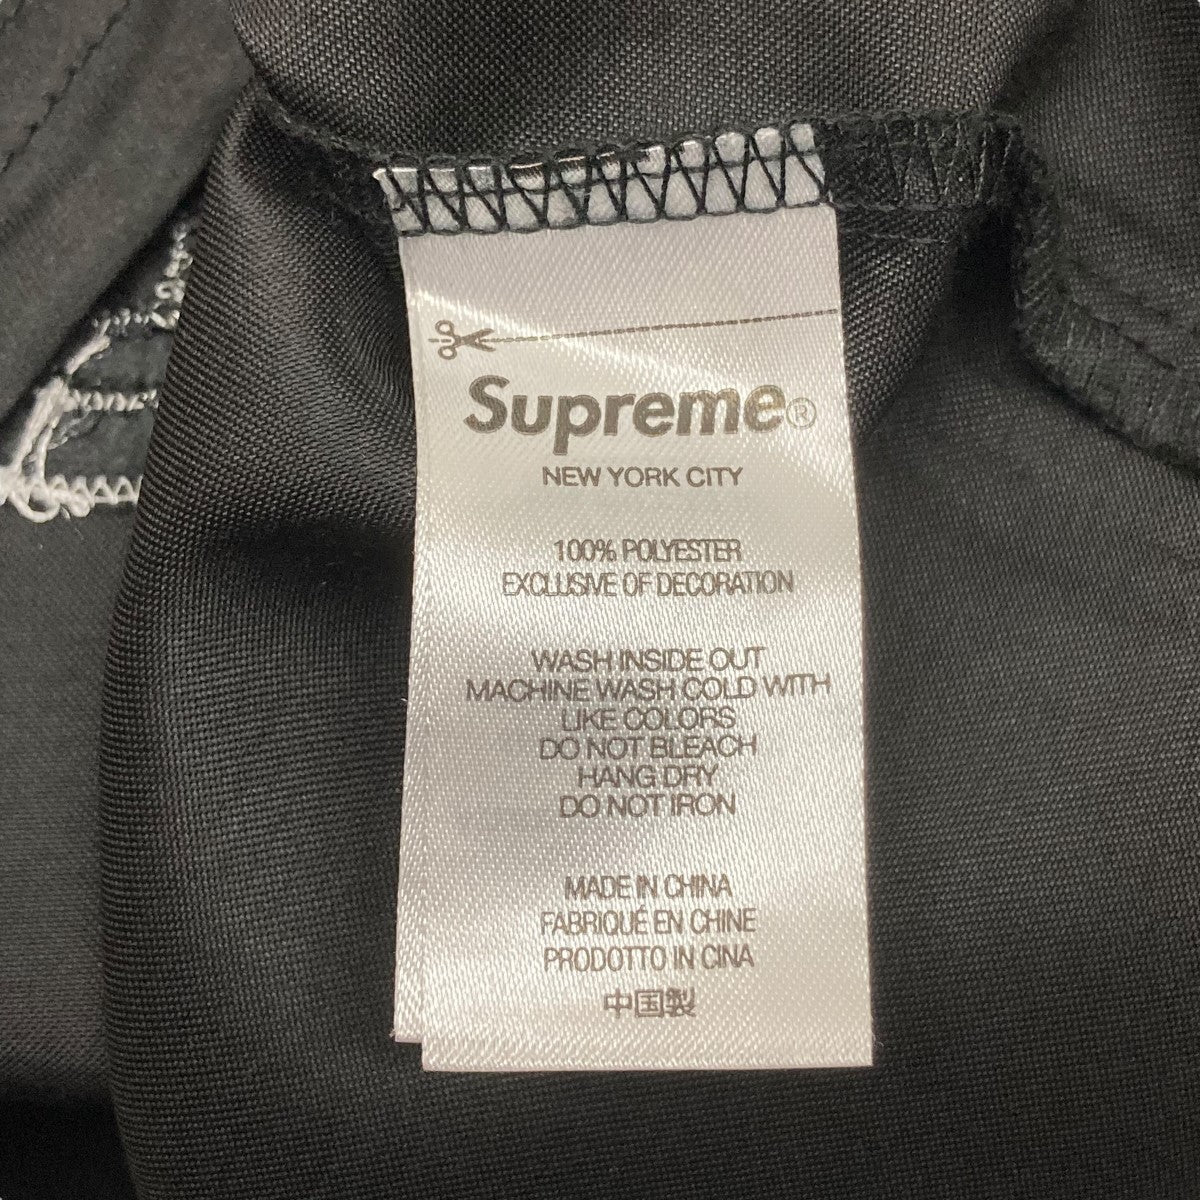 Supreme®
NEW YORK CITY
100% POLYESTER
EXCLUSIVE OF DECORATION
WASH INSIDE OUT
MACHINE WASH COLD WITH
LIKE COLORS
DO NOT BLEACH
HANG DRY
DO NOT IRON
MADE IN CHINA
FABRIQUÉ EN CHINE
PRODOTTO IN CINA
中国製